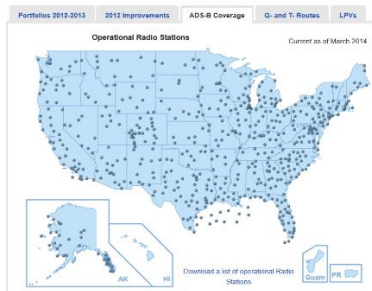 Portfolios 2012-2013 2012 Improvements ADS-B Coverage Q- and T- Routes LPVs
Operational Radio Stations
Current as of March 2014
AK
HI
Download a list of operational Radio
Stations
Guam
PR